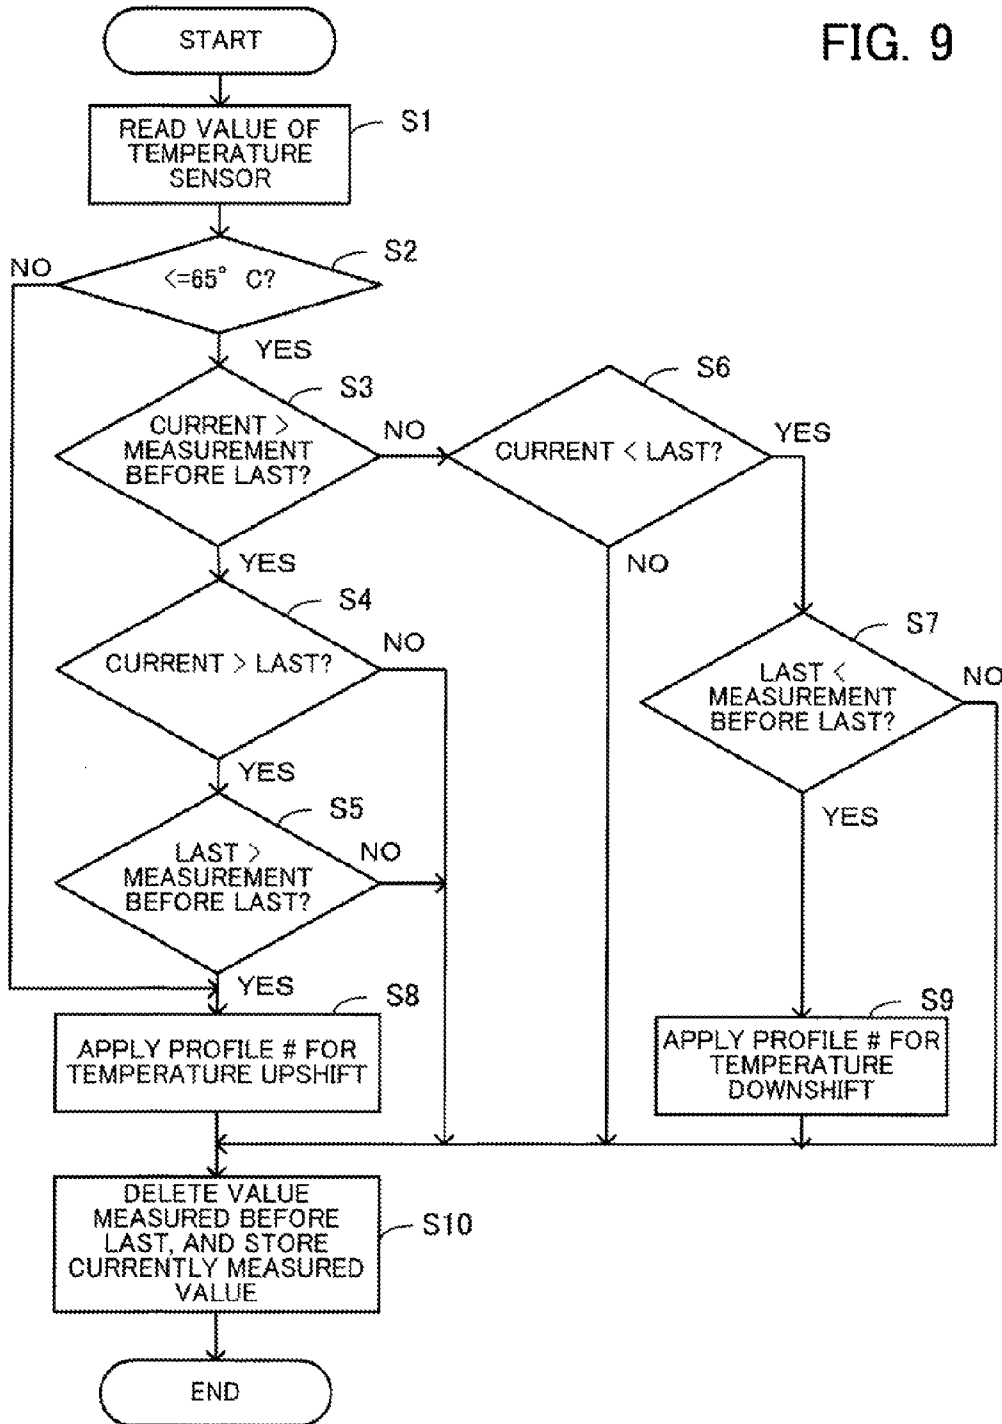 FIG. 9
START
S1
READ VALUE OF
TEMPERATURE
SENSOR
S2
NO
<=65° C?
YES
S3
CURRENT >
MEASUREMENT
BEFORE LAST?
NO
S6
CURRENT < LAST?
YES
YES
NO
S4
CURRENT > LAST?
NO
S7
LAST <
MEASUREMENT
BEFORE LAST?
NO
YES
YES
S5
LAST >
MEASUREMENT
BEFORE LAST?
NO
YES
S8
APPLY PROFILE # FOR
TEMPERATURE UPSHIFT
S9
APPLY PROFILE # FOR
TEMPERATURE
DOWNSHIFT
DELETE VALUE
MEASURED BEFORE
LAST, AND STORE
CURRENTLY MEASURED
VALUE
S10
END